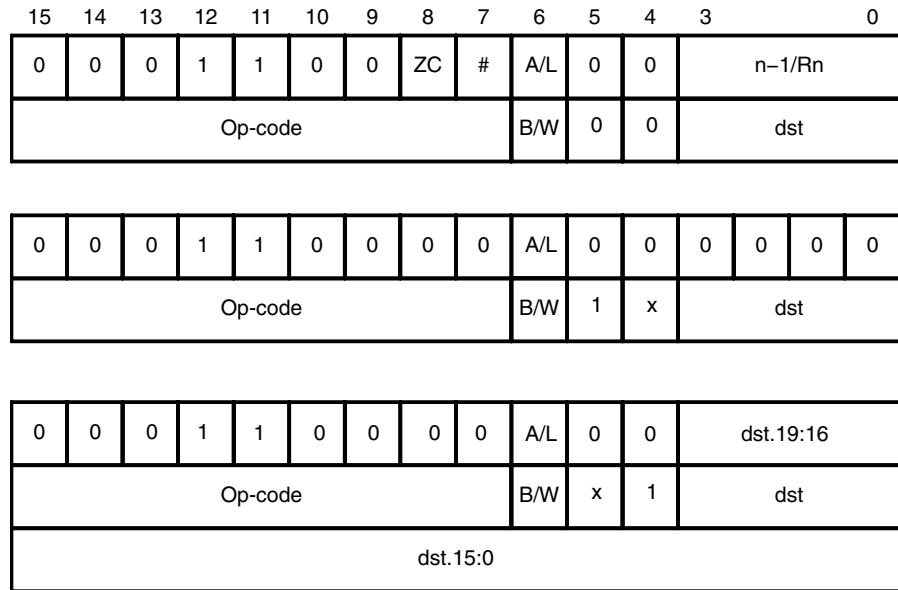 15 14 13 12 11 10 9 8 7 6 5 4 3 0
0 0 0 1 1 0 0 ZC # A/L 0 0 n−1/Rn
Op-code B/W 0 0 dst
0 0 0 1 1 0 0 0 0 A/L 0 0 0 0 0 0
Op-code B/W 1 x dst
0 0 0 1 1 0 0 0 0 A/L 0 0 dst.19:16
Op-code B/W x 1 dst
dst.15:0